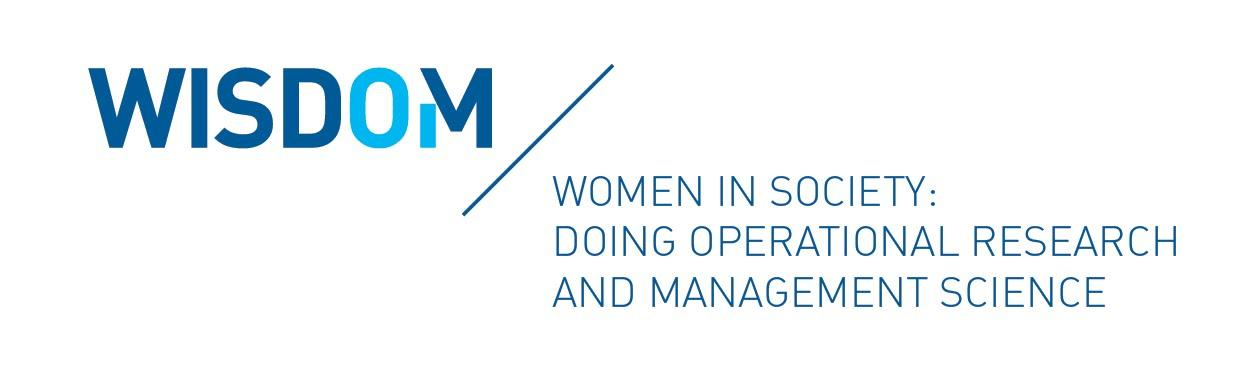 WISDOM
WOMEN IN SOCIETY:
DOING OPERATIONAL RESEARCH
AND MANAGEMENT SCIENCE